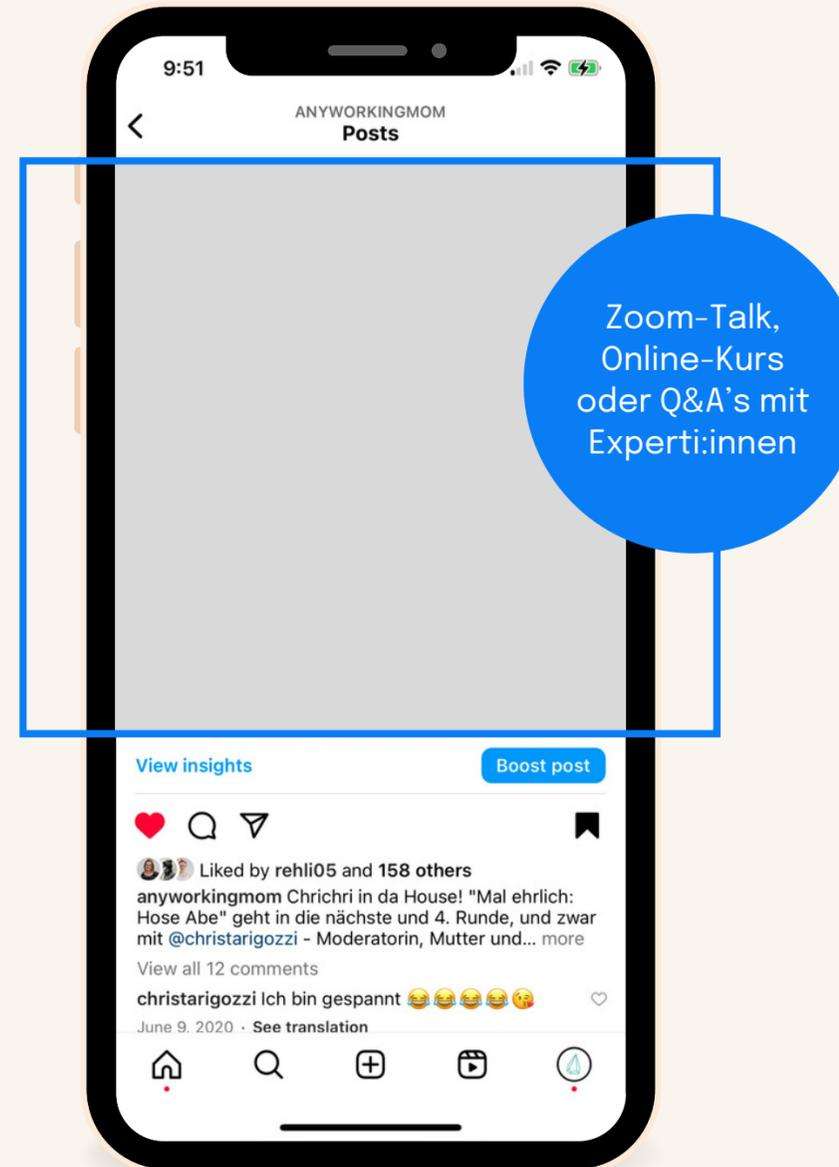 9:51
ANYWORKINGMOM
Posts
Zoom-Talk,
Online-Kurs
oder Q&A's mit
Experti:innen
View insights
Boost post
Liked by rehli05 and 158 others
anyworkingmom Chrichri in da House! "Mal ehrlich:
Hose Abe" geht in die nächste und 4. Runde, und zwar
mit @christarigozzi - Moderatorin, Mutter und... more
View all 12 comments
christarigozzi Ich bin gespannt 😂😂😂😂😘
June 9, 2020 · See translation